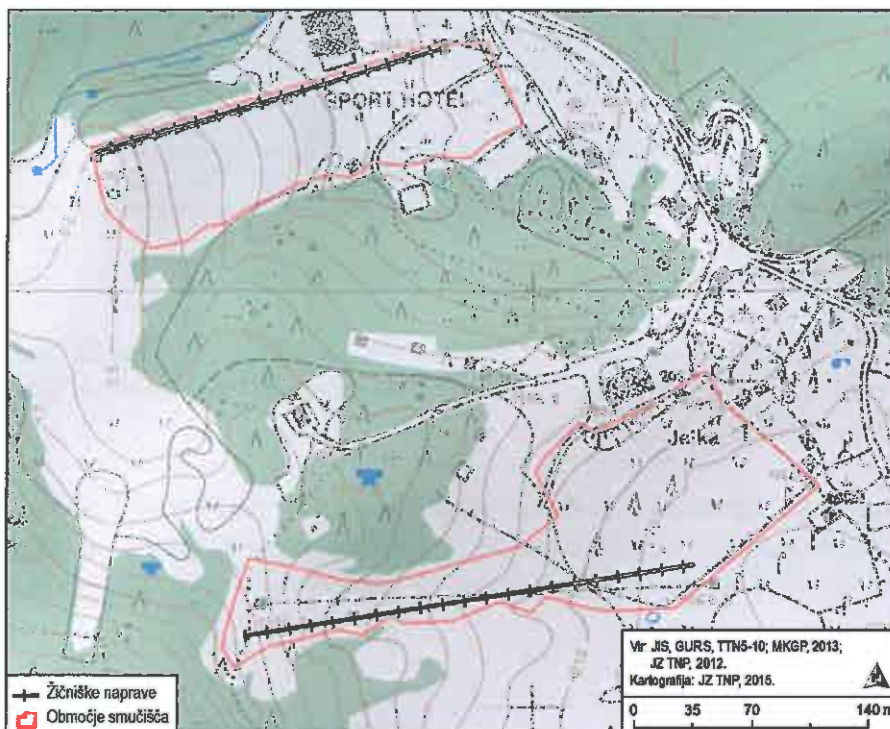 SPORT HOTEL
Jelka
Vir: JIS, GURS, TTN5-10; MKGP, 2013;
JZ TNP, 2012.
Kartografija: JZ TNP, 2015.
0 35 70 140 m
Žičniške naprave
Območje smučišča